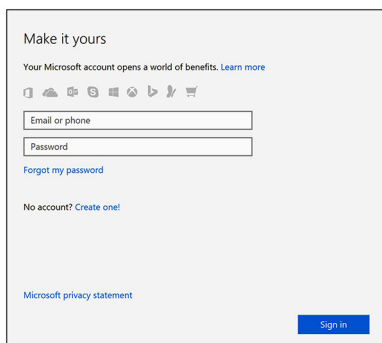 Make it yours
Your Microsoft account opens a world of benefits. Learn more
Email or phone
Password
Forgot my password
No account? Create one!
Microsoft privacy statement
Sign in